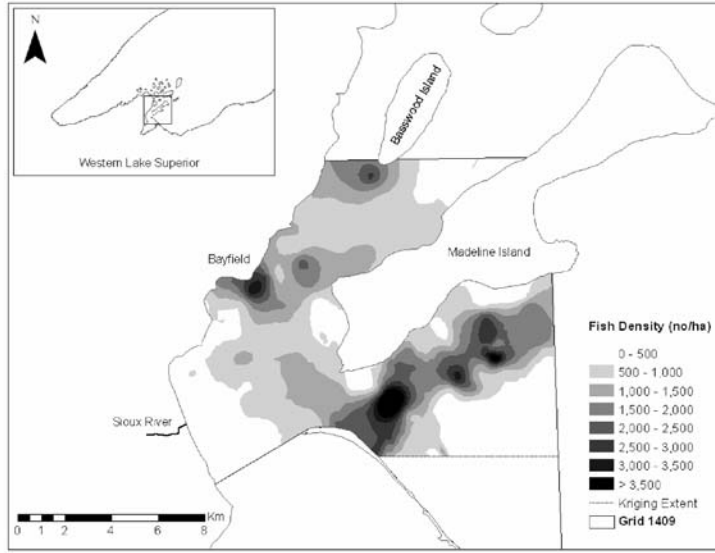 N
Western Lake Superior
Basswood Island
Bayfield
Madeline Island
Sioux River
Fish Density (no/ha)
0 - 500
500 - 1,000
1,000 - 1,500
1,500 - 2,000
2,000 - 2,500
2,500 - 3,000
3,000 - 3,500
> 3,500
Kriging Extent
Grid 1409
Km
0 1 2 4 6 8